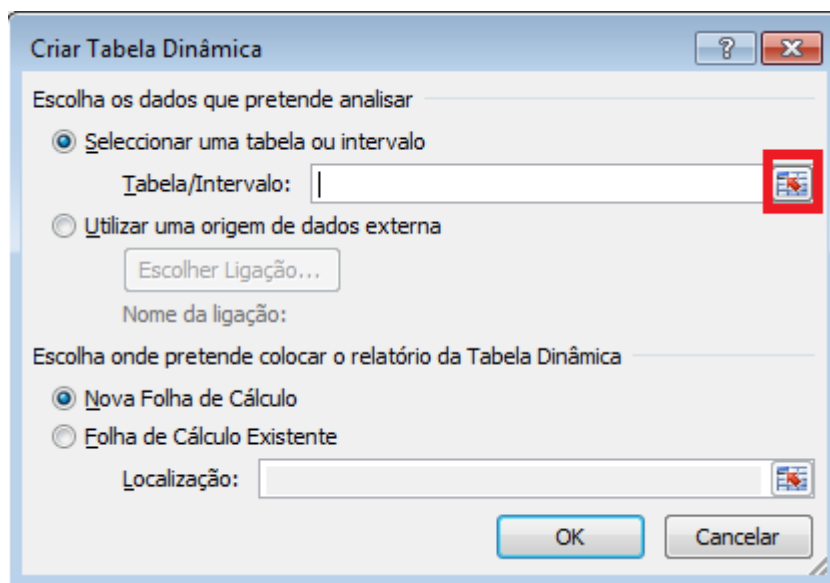 Criar Tabela Dinâmica
Escolha os dados que pretende analisar
Seleccionar uma tabela ou intervalo
Tabela/Intervalo:
Utilizar uma origem de dados externa
Escolher Ligação...
Nome da ligação:
Escolha onde pretende colocar o relatório da Tabela Dinâmica
Nova Folha de Cálculo
Folha de Cálculo Existente
Localização:
OK Cancelar